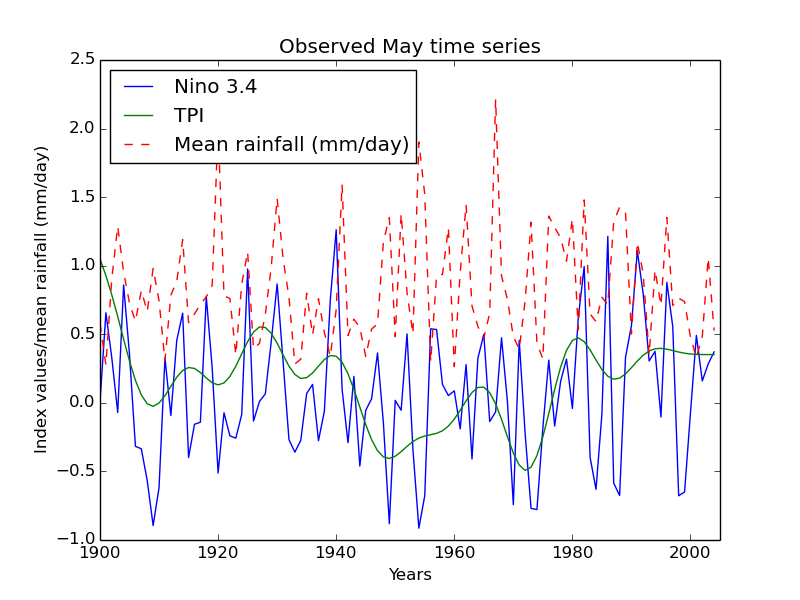 Observed May time series
Index values/mean rainfall (mm/day)
2.5
2.0
1.5
1.0
0.5
0.0
−0.5
−1.0
Nino 3.4
TPI
Mean rainfall (mm/day)
1900 1920 1940 1960 1980 2000
Years